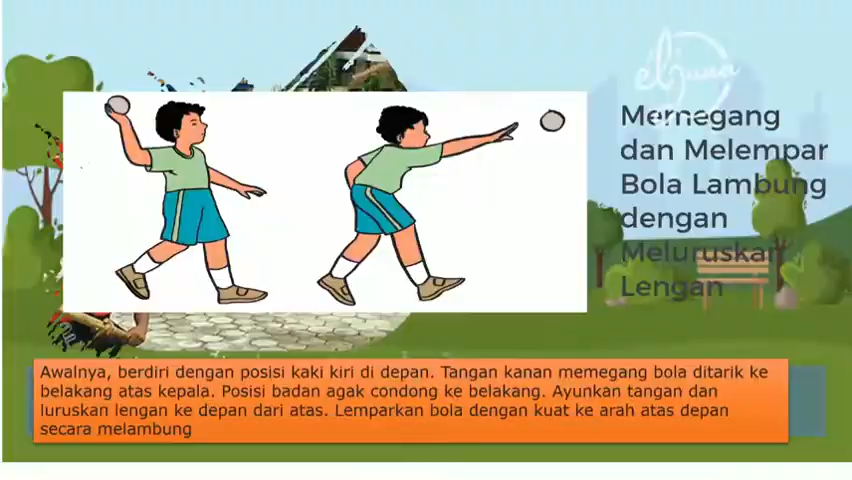 eljuna
Memegang
dan Melempar
Bola Lambung
dengan
Meluruskan
Lengan
Awalnya, berdiri dengan posisi kaki kiri di depan. Tangan kanan memegang bola ditarik ke
belakang atas kepala. Posisi badan agak condong ke belakang. Ayunkan tangan dan
luruskan lengan ke depan dari atas. Lemparkan bola dengan kuat ke arah atas depan
secara melambung